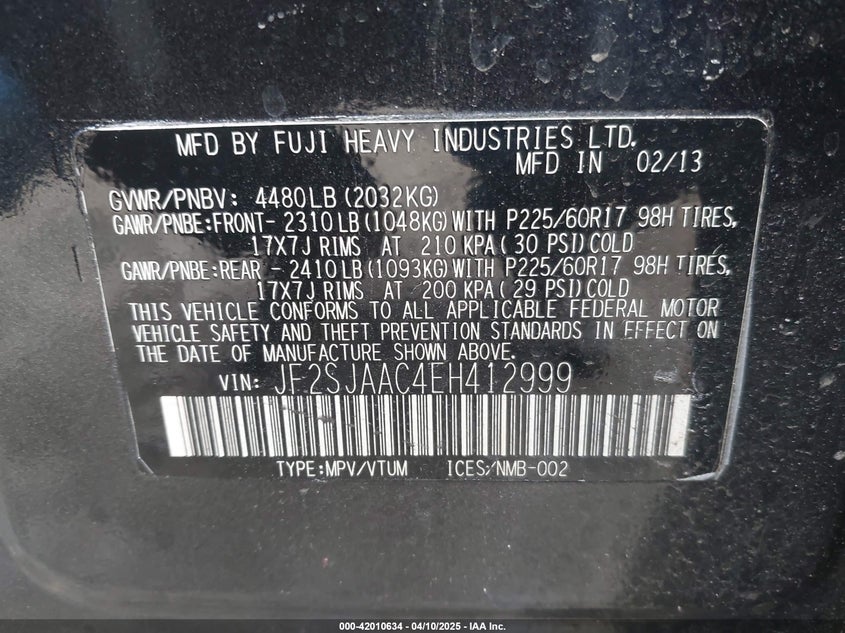 MFD BY FUJI HEAVY INDUSTRIES LTD.
MFD IN 02/13
GVWR/PNBV: 4480LB (2032KG)
GAWR/PNBE:FRONT- 2310LB (1048KG) WITH P225/60R17 98H TIRES,
17X7J RIMS AT 210 KPA ( 30 PSI) COLD
GAWR/PNBE:REAR - 2410LB (1093KG) WITH P225/60R17 98H TIRES,
17X7J RIMS AT 200 KPA ( 29 PSI) COLD
THIS VEHICLE CONFORMS TO ALL APPLICABLE FEDERAL MOTOR
VEHICLE SAFETY AND THEFT PREVENTION STANDARDS IN EFFECT ON
THE DATE OF MANUFACTURE SHOWN ABOVE.
VIN: JF2SJAAC4EH412999
TYPE:MPV/VTUM ICES/NMB-002
000-42010634 - 04/10/2025 - IAA Inc.